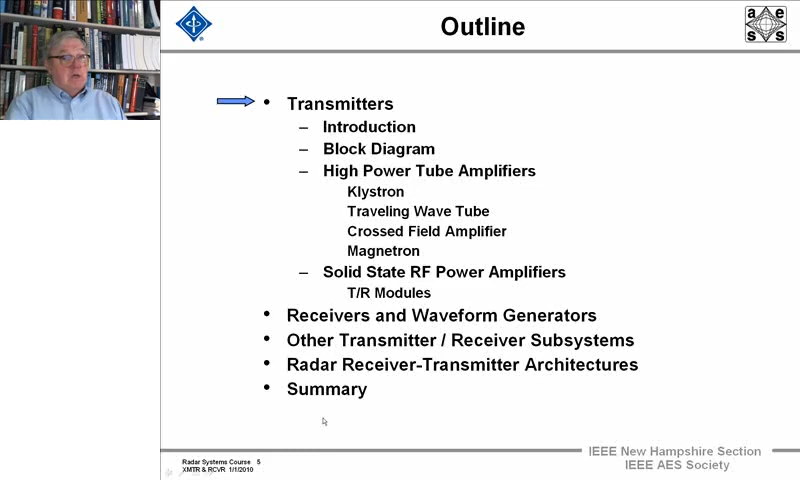 Outline
a e
s s
• Transmitters
– Introduction
– Block Diagram
– High Power Tube Amplifiers
Klystron
Traveling Wave Tube
Crossed Field Amplifier
Magnetron
– Solid State RF Power Amplifiers
T/R Modules
• Receivers and Waveform Generators
• Other Transmitter / Receiver Subsystems
• Radar Receiver-Transmitter Architectures
• Summary
Radar Systems Course 5
XMTR & RCVR 1/1/2010
IEEE New Hampshire Section
IEEE AES Society